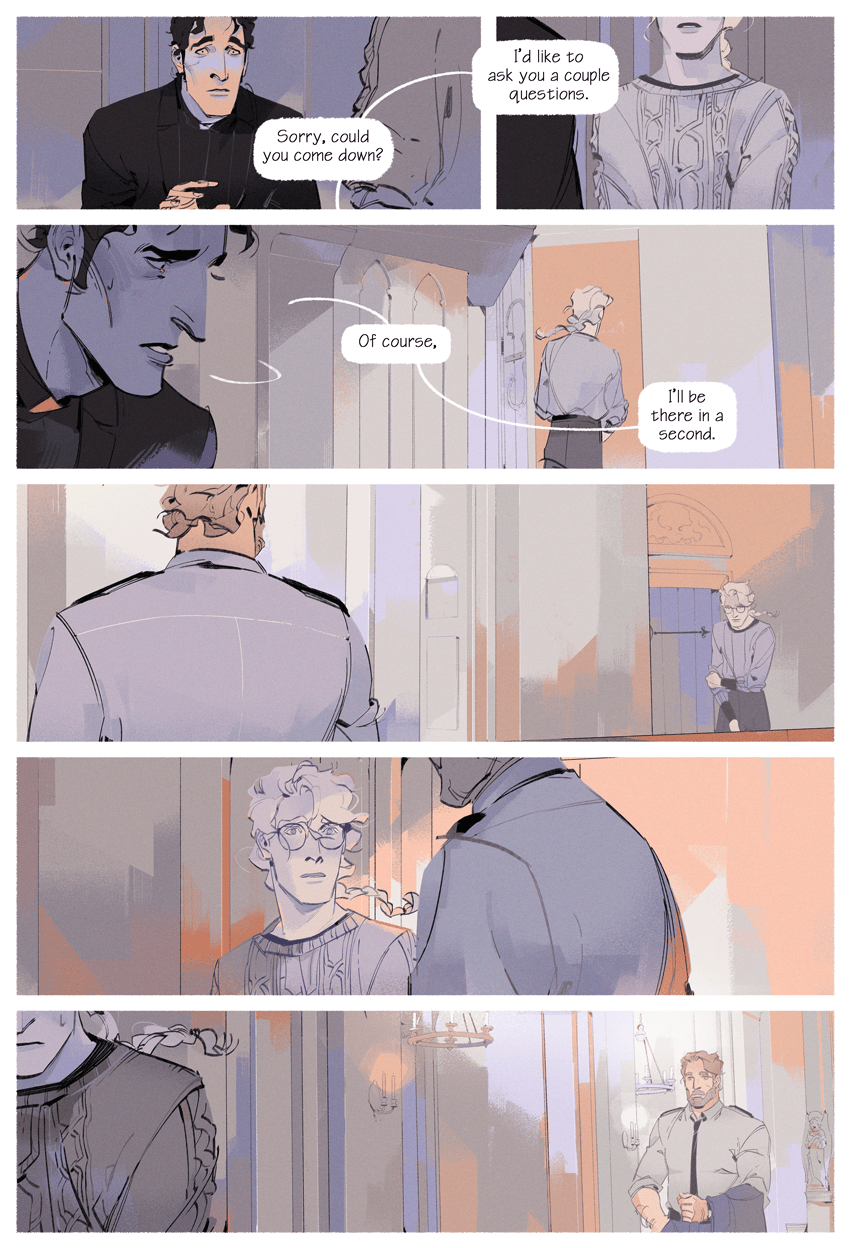 Sorry, could
you come down?
I'd like to
ask you a couple
questions.
Of course,
I'll be
there in a
second.